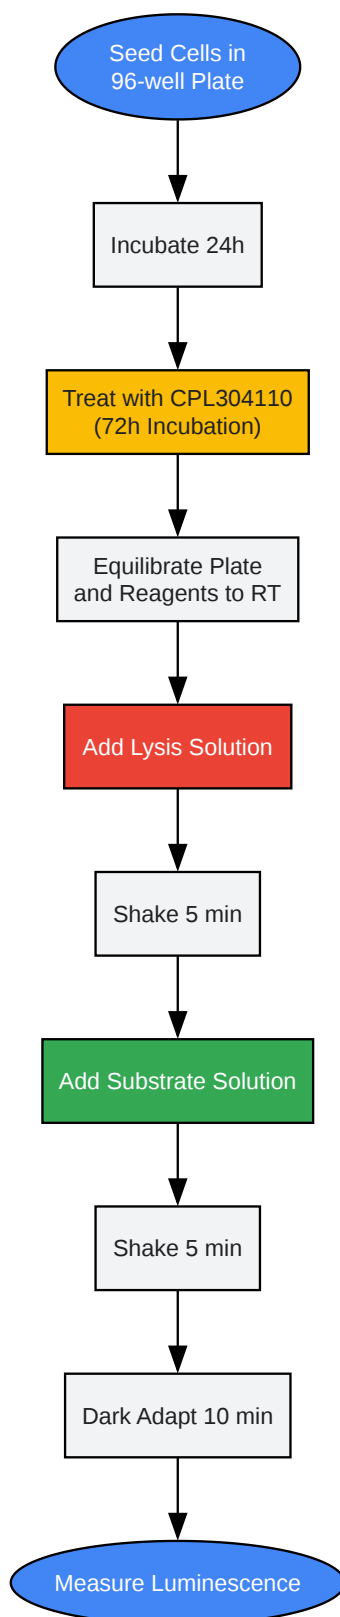 Seed Cells in
96-well Plate
Incubate 24h
Treat with CPL304110
(72h Incubation)
Equilibrate Plate
and Reagents to RT
Add Lysis Solution
Shake 5 min
Add Substrate Solution
Shake 5 min
Dark Adapt 10 min
Measure Luminescence